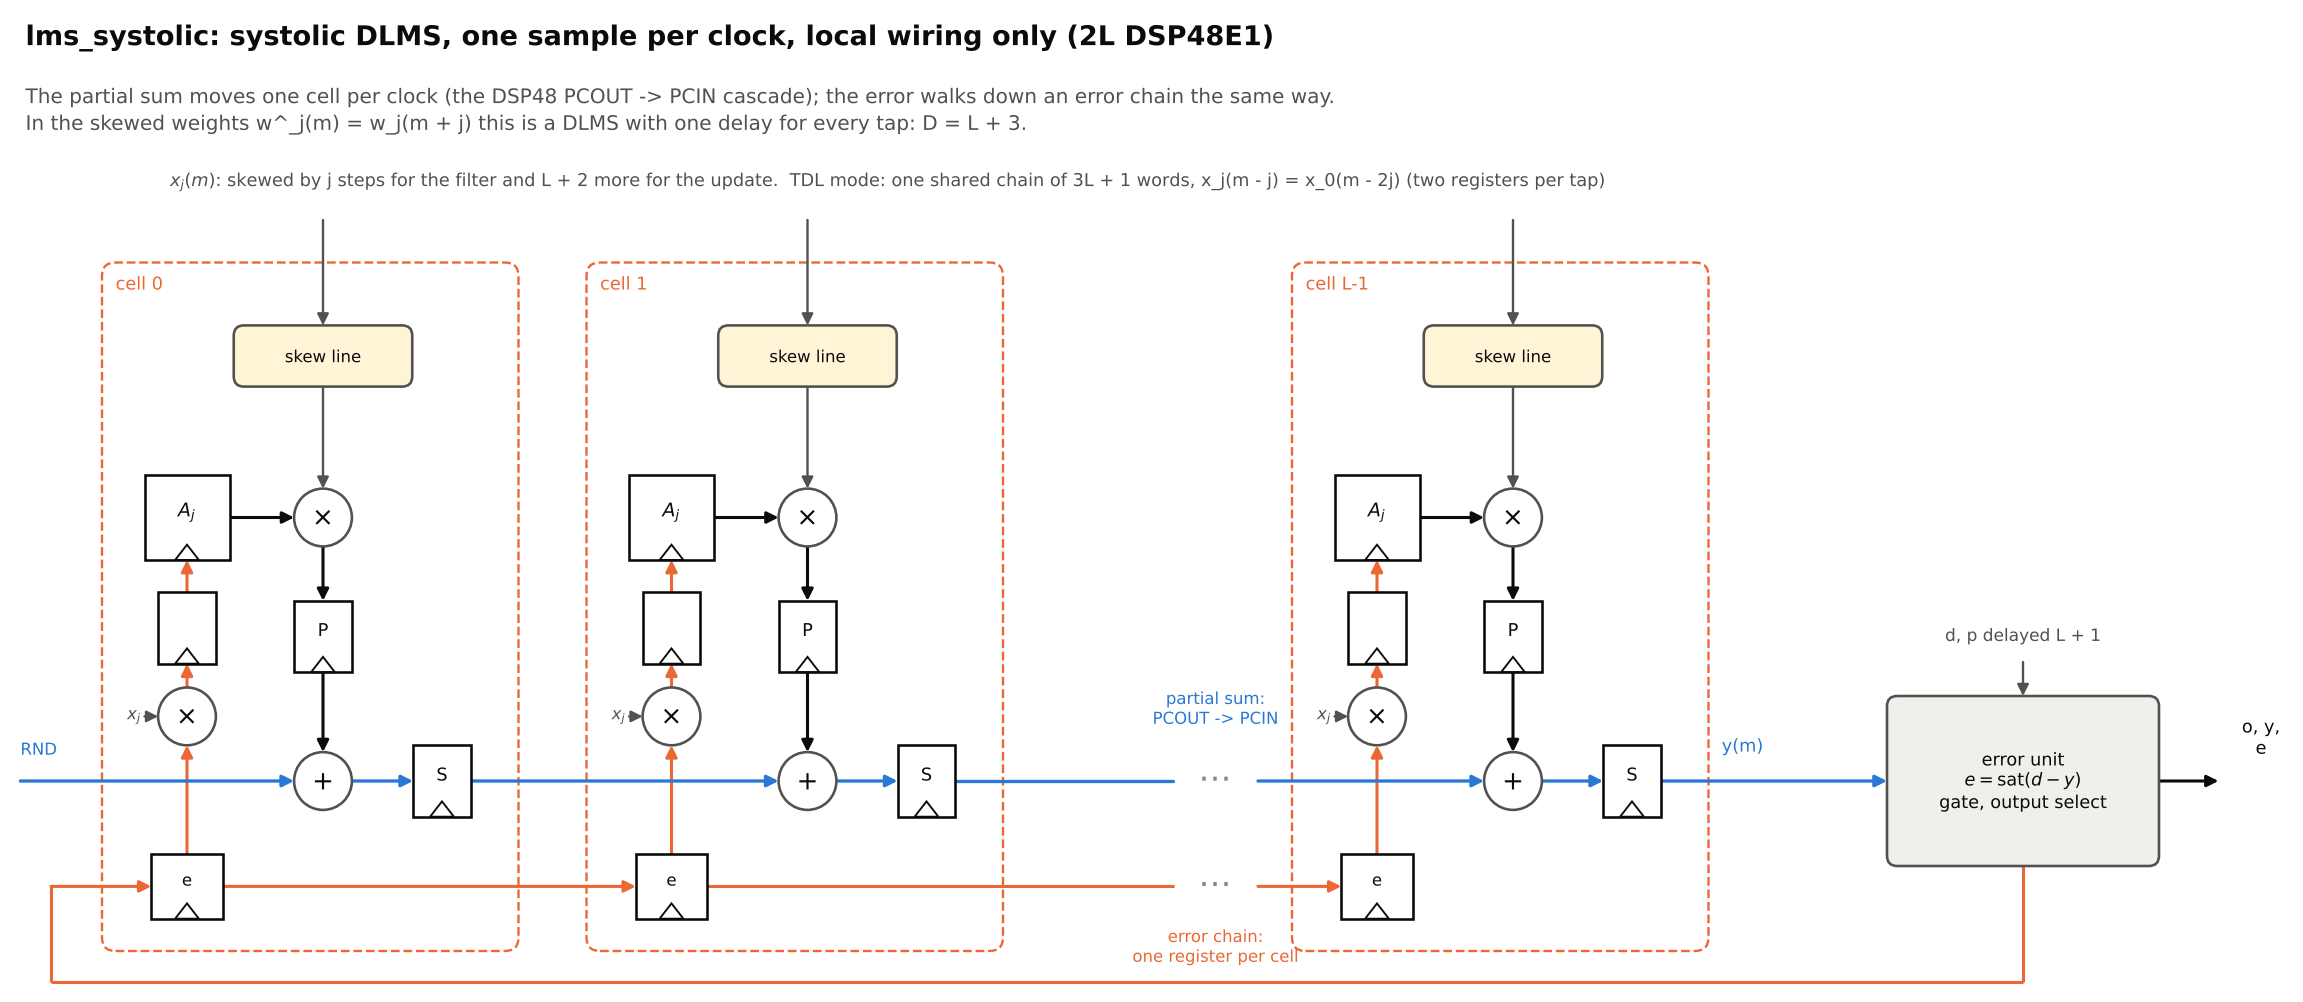 lms_systolic: systolic DLMS, one sample per clock, local wiring only (2L DSP48E1)
The partial sum moves one cell per clock (the DSP48 PCOUT -> PCIN cascade); the error walks down an error chain the same way.
In the skewed weights w^_j(m) = w_j(m + j) this is a DLMS with one delay for every tap: D = L + 3.
xj(m): skewed by j steps for the filter and L + 2 more for the update.  TDL mode: one shared chain of 3L + 1 words, x_j(m - j) = x_0(m - 2j) (two registers per tap)
cell 0
cell 1
cell L-1
skew line
skew line
skew line
Aj
×
Aj
×
Aj
×
P
P
P
d, p delayed L + 1
partial sum:
PCOUT -> PCIN
xj
×
xj
×
xj
×
RND
y(m)
o, y,
e
+
S
+
S
...
+
S
error unit
e = sat(d − y)
gate, output select
e
e
...
e
error chain:
one register per cell